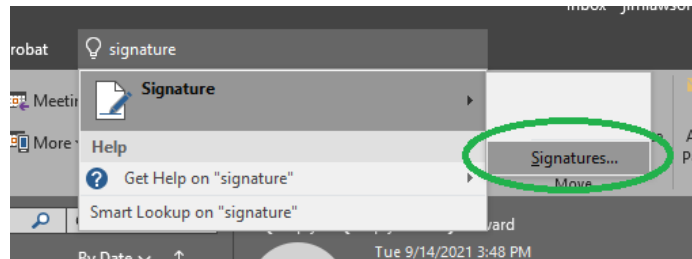 Inbox
robat
signature
Signature
Meetin
More
Help
Signatures...
Get Help on "signature"
Move
Smart Lookup on "signature"
By Date
vard
Tue 9/14/2021 3:48 PM